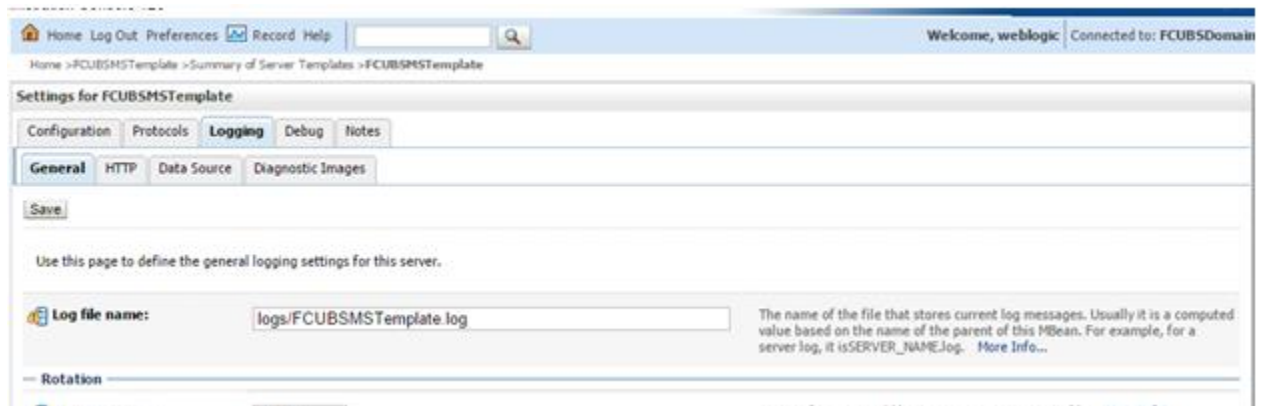 Home Log Out Preferences Record Help
Welcome, weblogic Connected to: FCUBSDomain
Home >FCUBSMSTemplate >Summary of Server Templates >FCUBSMSTemplate
Settings for FCUBSMSTemplate
Configuration Protocols Logging Debug Notes
General HTTP Data Source Diagnostic Images
Save
Use this page to define the general logging settings for this server.
Log file name:
logs/FCUBSMSTemplate.log
The name of the file that stores current log messages. Usually it is a computed
value based on the name of the parent of this MBean. For example, for a
server log, it isSERVER_NAME.log. More Info...
Rotation